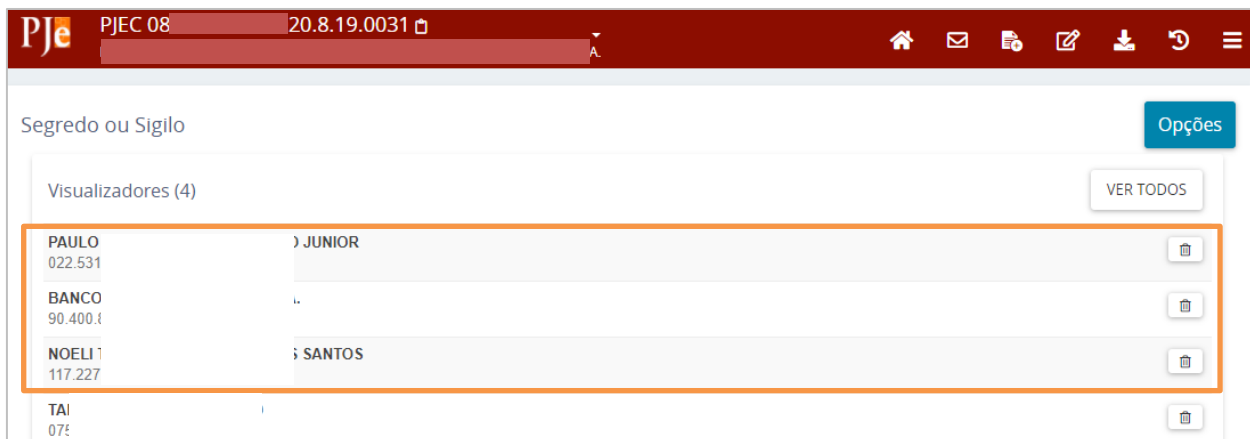 PJe PJEC 08 20.8.19.0031
A.
Segredo ou Sigilo
Opções
Visualizadores (4)
VER TODOS
PAULO O JUNIOR
022.531
BANCO A.
90.400.8
NOELI T S SANTOS
117.227
TAI
075